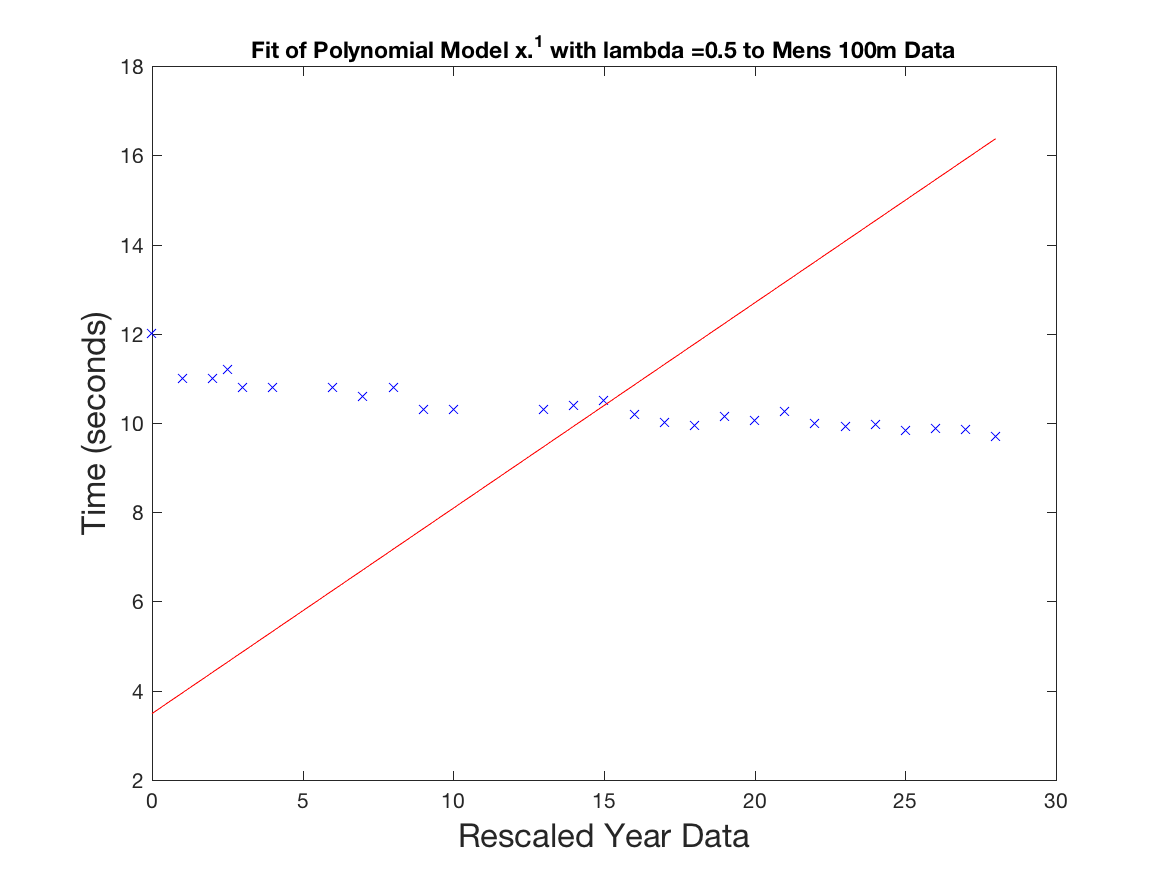 Fit of Polynomial Model x.1 with lambda =0.5 to Mens 100m Data
18
16
14
12
10
8
6
4
2
Time (seconds)
0 5 10 15 20 25 30
Rescaled Year Data